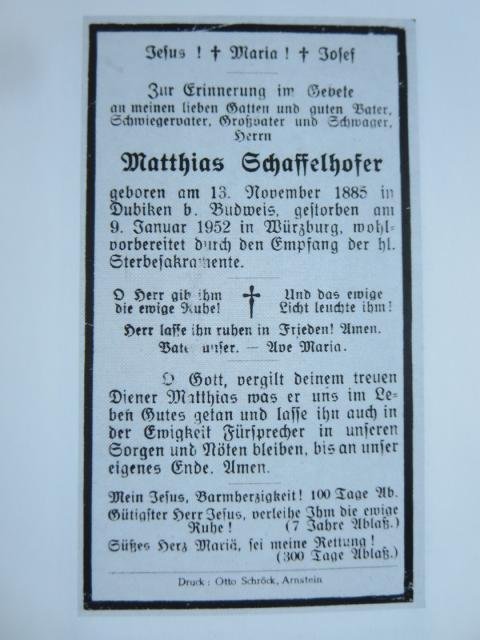 Jesus ! † Maria ! † Josef
Zur Erinnerung im Gebete
an meinen lieben Gatten und guten Vater,
Schwiegervater, Großvater und Schwager,
Herrn
Matthias Schaffelhofer
geboren am 13. November 1885 in
Dubiken b. Budweis, gestorben am
9. Januar 1952 in Würzburg, wohl-
vorbereitet durch den Empfang der hl.
Sterbesakramente.
O Herr gib ihm
die ewige Ruhe!
†
Und das ewige
Licht leuchte ihm!
Herr lasse ihn ruhen in Frieden! Amen.
Vater unser. — Ave Maria.
O Gott, vergilt deinem treuen
Diener Matthias was er uns im Le-
ben Gutes getan und lasse ihn auch in
der Ewigkeit Fürsprecher in unseren
Sorgen und Nöten bleiben, bis an unser
eigenes Ende. Amen.
Mein Jesus, Barmherzigkeit! 100 Tage Ab.
Gütigster Herr Jesus, verleihe Ihm die ewige
Ruhe ! (7 Jahre Ablaß.)
Süßes Herz Mariä, sei meine Rettung !
(300 Tage Ablaß.)
Druck : Otto Schröck, Arnstein